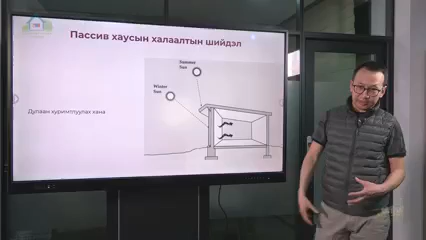 Пассив хаусын халаалтын шийдэл
Summer
Sun
Winter
Sun
Дулаан хуримтлуулах хана